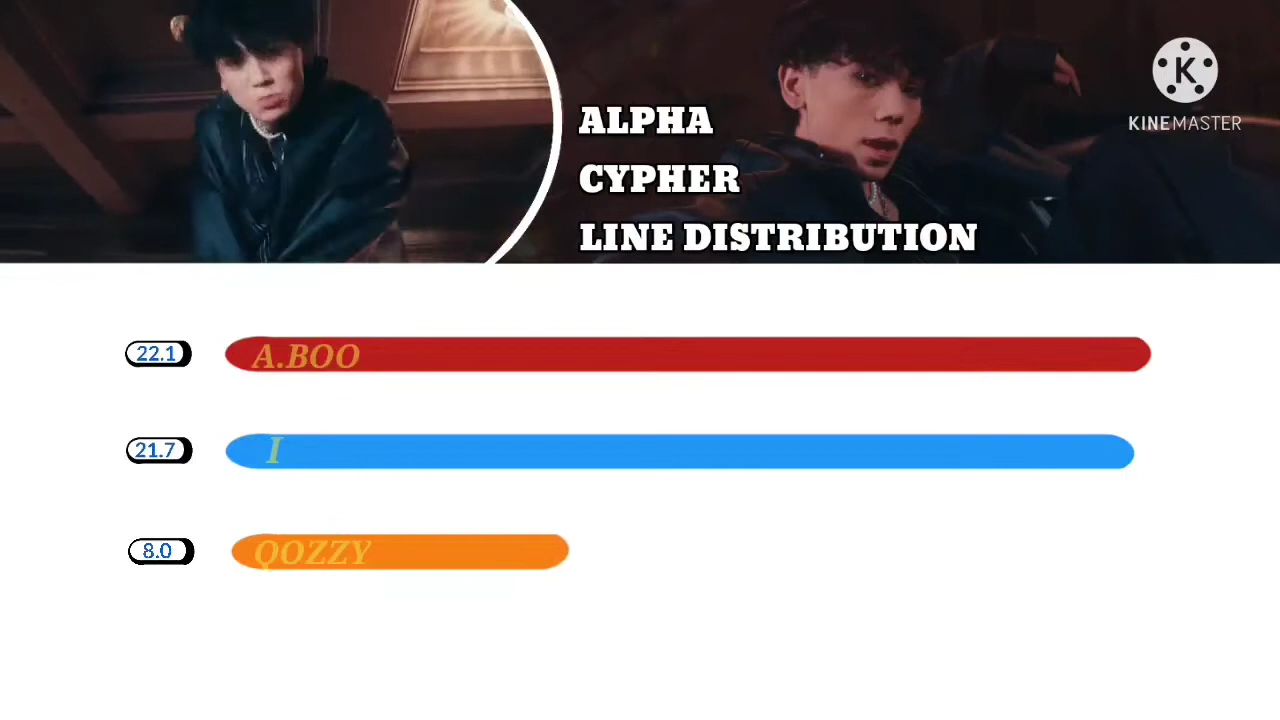 ALPHA
CYPHER
LINE DISTRIBUTION
K
KINEMASTER
22.1 A.BOO
21.7 I
8.0 QOZZY